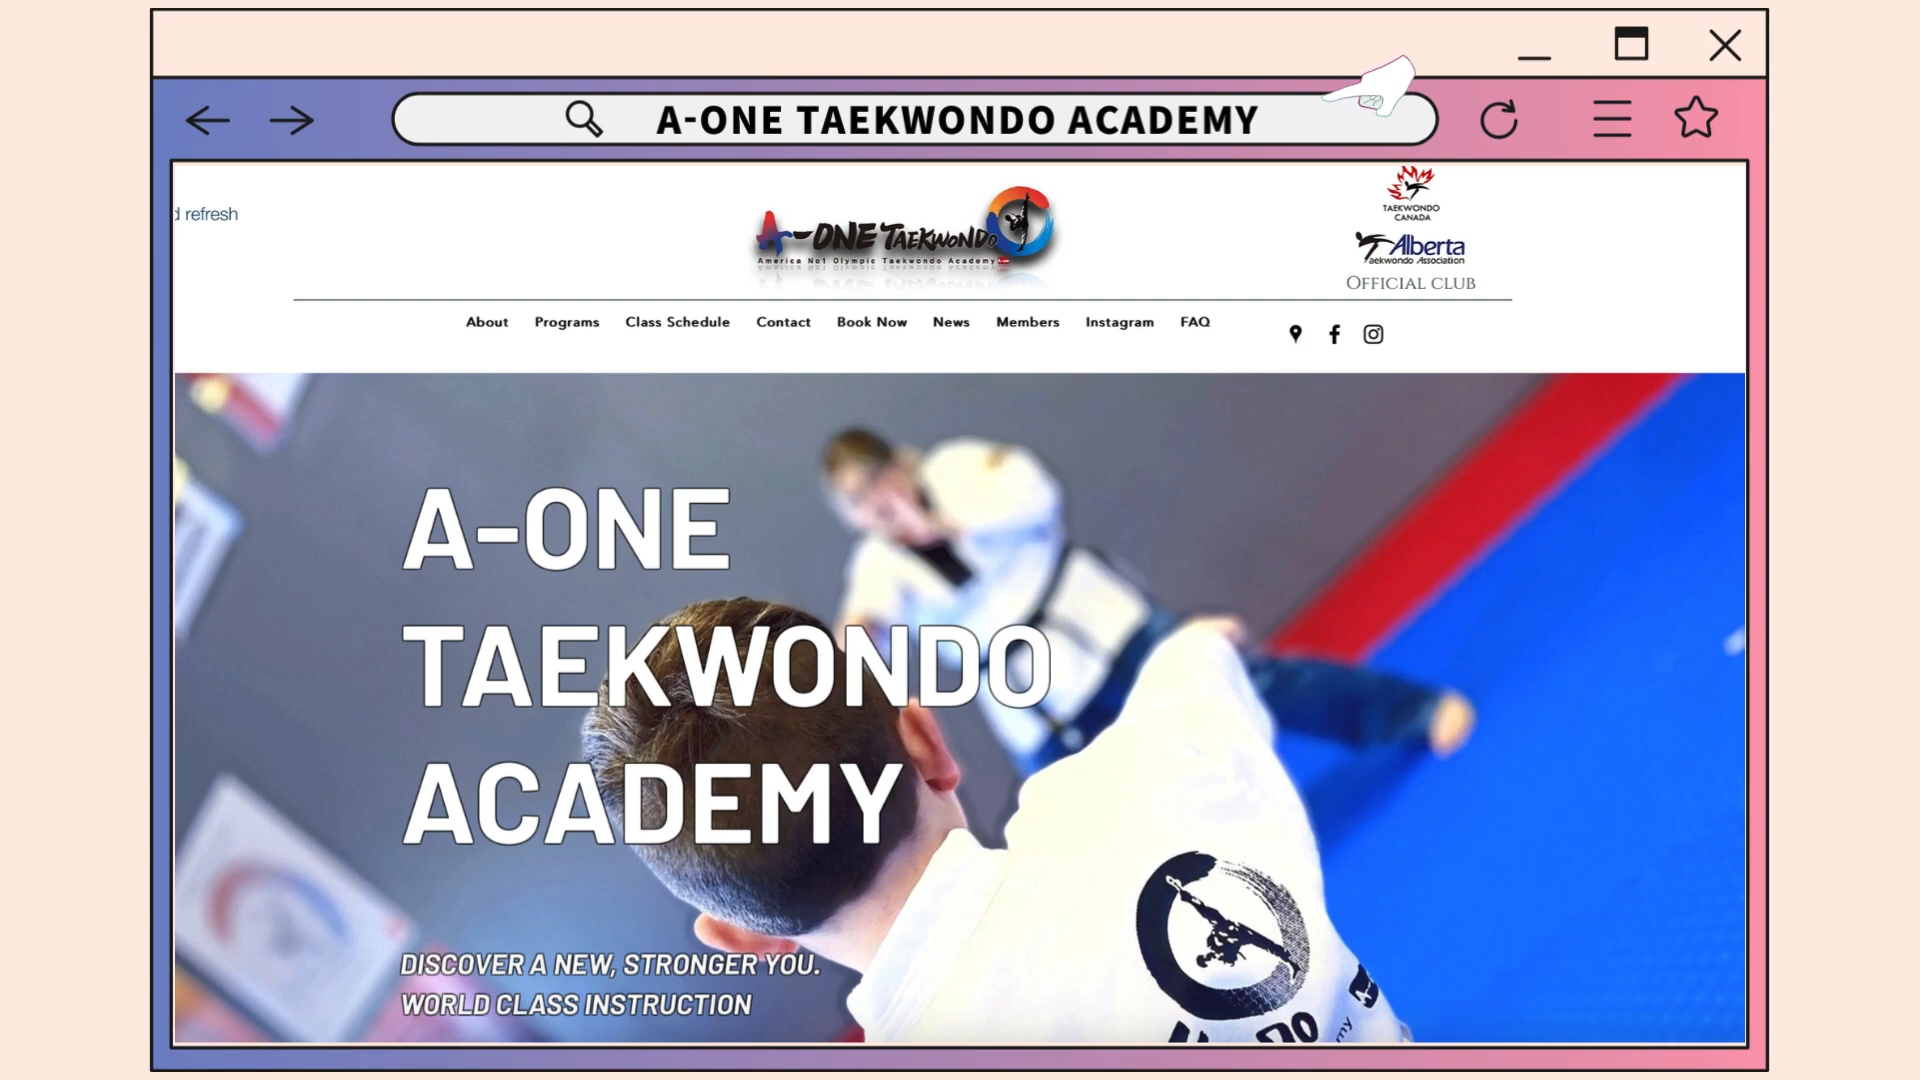 A-ONE TAEKWONDO ACADEMY
refresh
A-ONE TAEKWONDO
America No1 Olympic Taekwondo Academy
TAEKWONDO
CANADA
Alberta
Taekwondo Association
OFFICIAL CLUB
About Programs Class Schedule Contact Book Now News Members Instagram FAQ
A-ONE
TAEKWONDO
ACADEMY
DISCOVER A NEW, STRONGER YOU.
WORLD CLASS INSTRUCTION